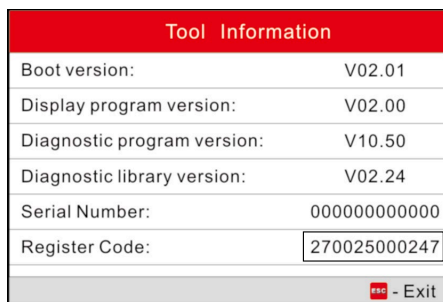 Tool Information
Boot version: V02.01
Display program version: V02.00
Diagnostic program version: V10.50
Diagnostic library version: V02.24
Serial Number: 000000000000
Register Code: 270025000247
ESC - Exit